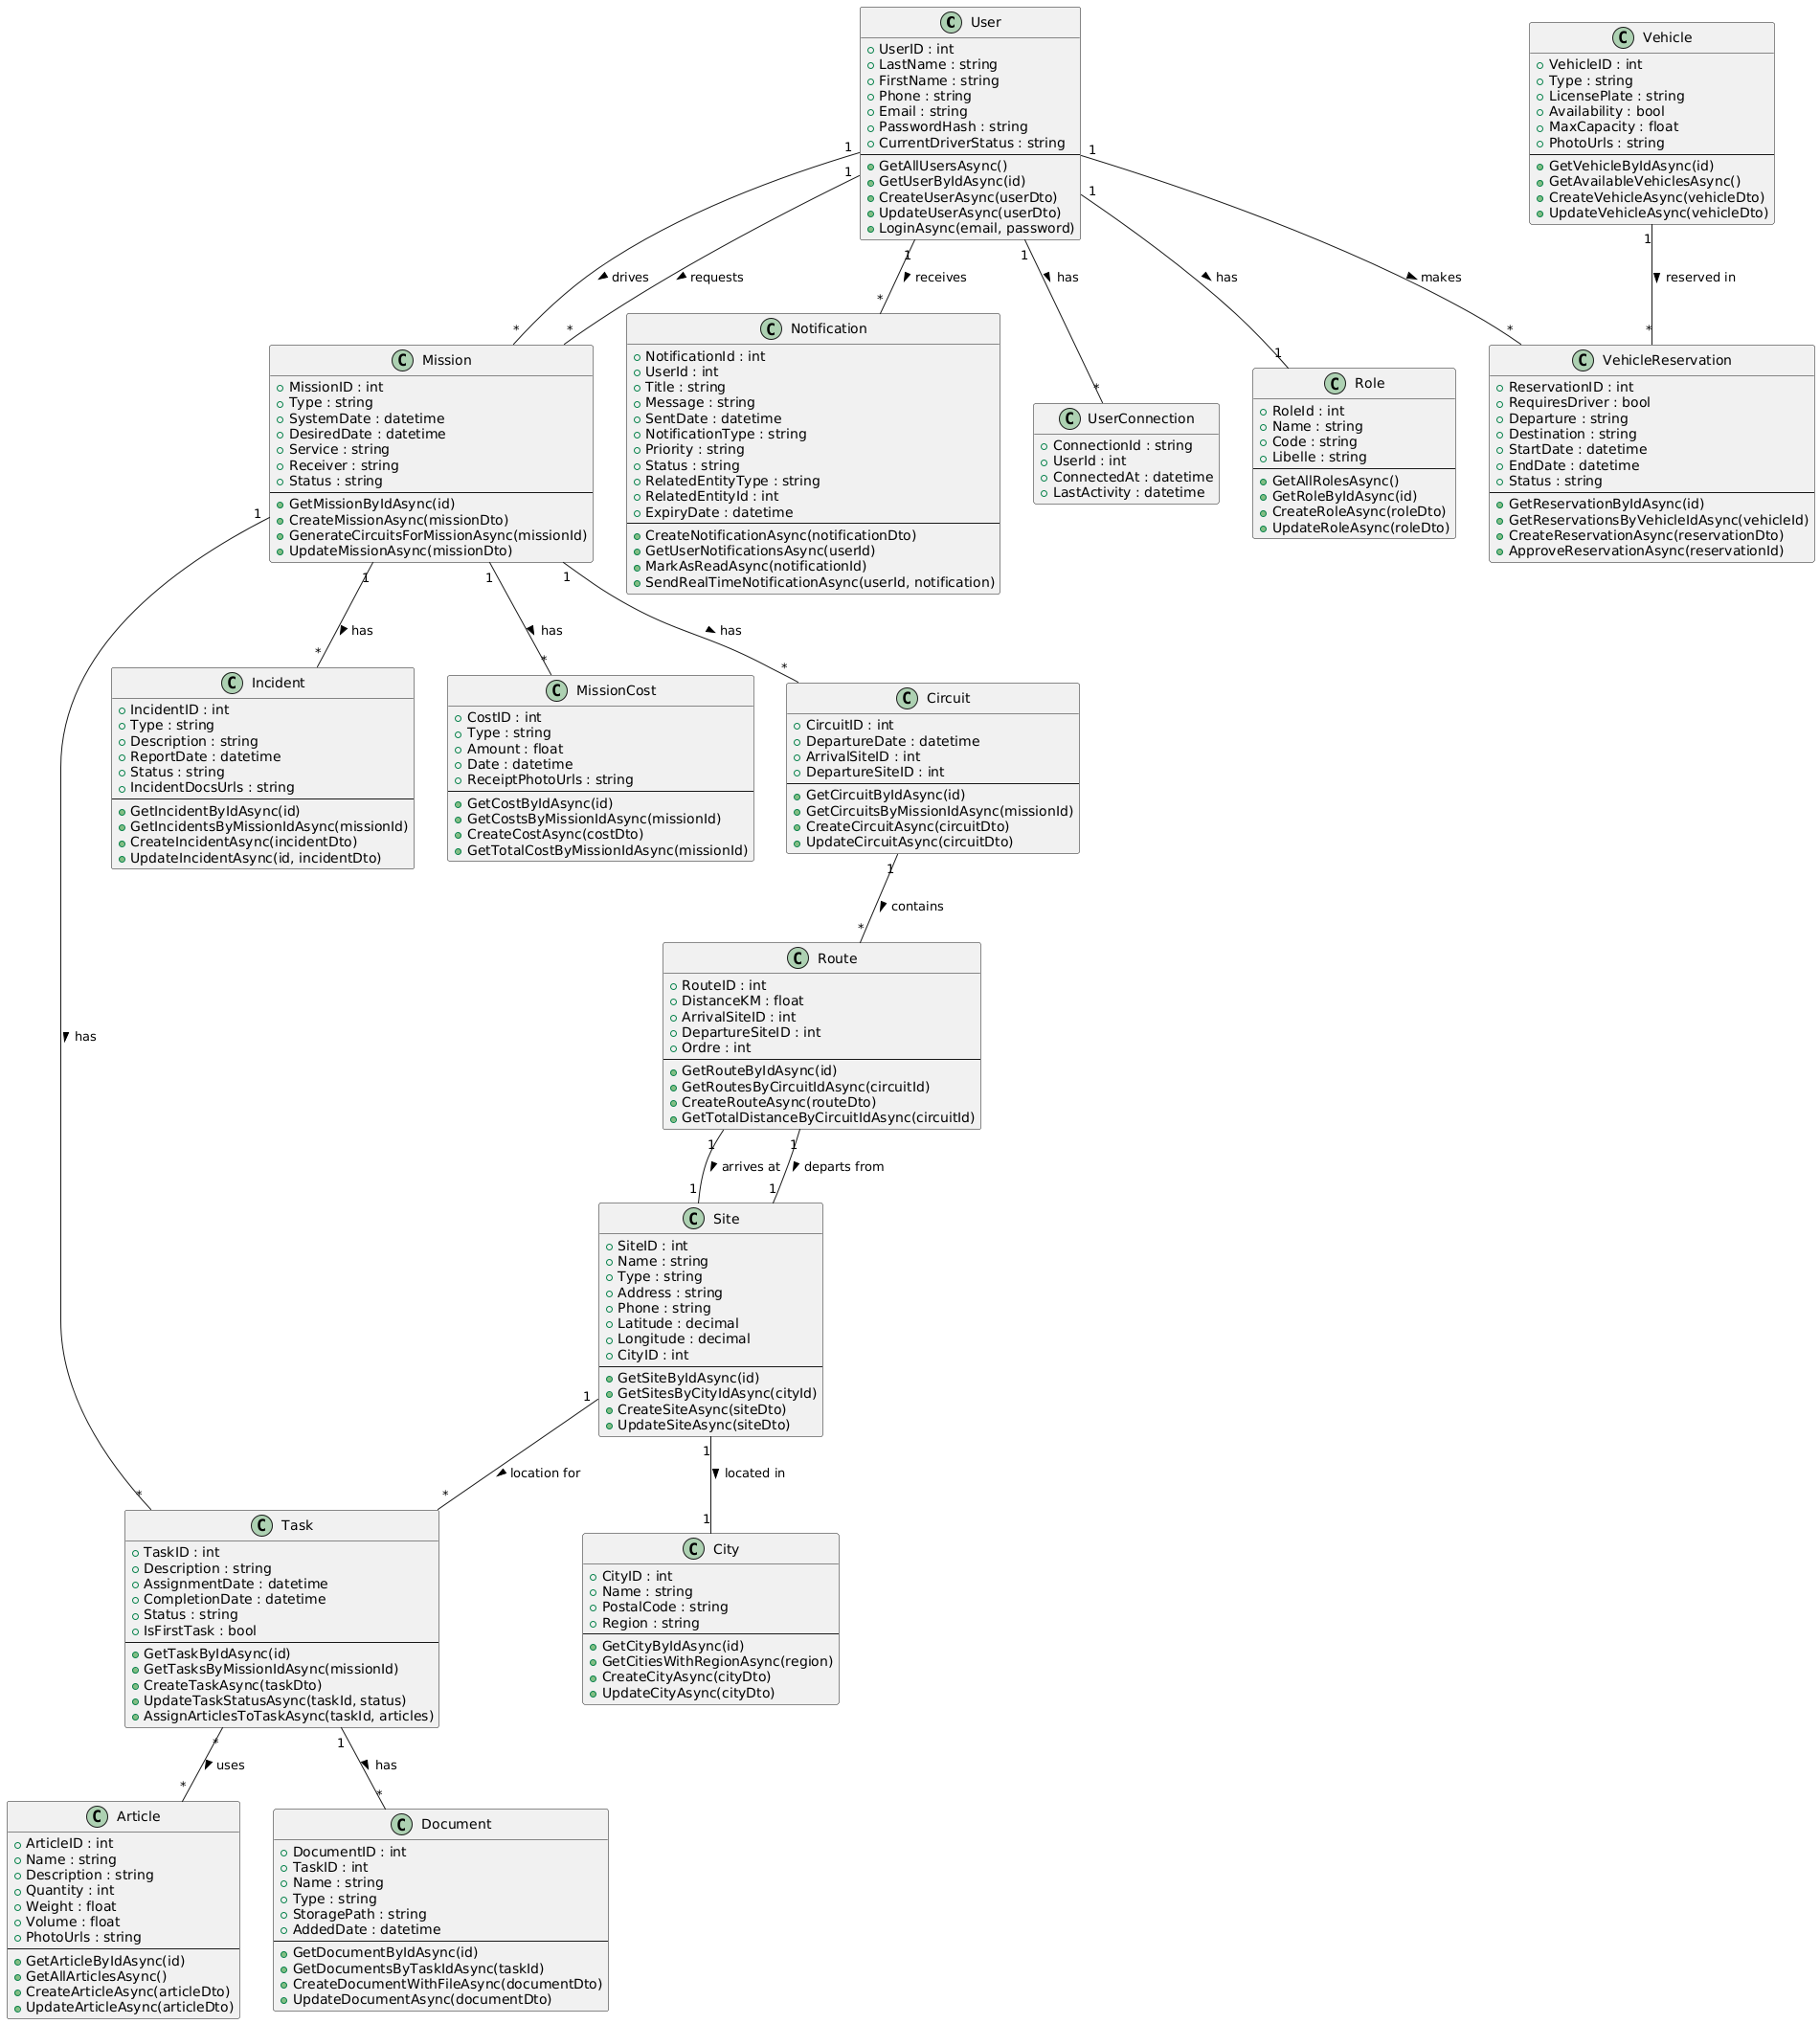 C User
UserID : int
LastName : string
FirstName : string
Phone : string
Email : string
PasswordHash : string
CurrentDriverStatus : string
GetAllUsersAsync()
GetUserByIdAsync(id)
CreateUserAsync(userDto)
UpdateUserAsync(userDto)
LoginAsync(email, password)
C Vehicle
VehicleID : int
Type : string
LicensePlate : string
Availability : bool
MaxCapacity : float
PhotoUrls : string
GetVehicleByIdAsync(id)
GetAvailableVehiclesAsync()
CreateVehicleAsync(vehicleDto)
UpdateVehicleAsync(vehicleDto)
1
1
1
1
1
1
1
drives
requests
receives
has
has
makes
reserved in
*
*
*
*
1
*
*
C Mission
MissionID : int
Type : string
SystemDate : datetime
DesiredDate : datetime
Service : string
Receiver : string
Status : string
GetMissionByIdAsync(id)
CreateMissionAsync(missionDto)
GenerateCircuitsForMissionAsync(missionId)
UpdateMissionAsync(missionDto)
C Notification
NotificationId : int
UserId : int
Title : string
Message : string
SentDate : datetime
NotificationType : string
Priority : string
Status : string
RelatedEntityType : string
RelatedEntityId : int
ExpiryDate : datetime
CreateNotificationAsync(notificationDto)
GetUserNotificationsAsync(userId)
MarkAsReadAsync(notificationId)
SendRealTimeNotificationAsync(userId, notification)
C UserConnection
ConnectionId : string
UserId : int
ConnectedAt : datetime
LastActivity : datetime
C Role
RoleId : int
Name : string
Code : string
Libelle : string
GetAllRolesAsync()
GetRoleByIdAsync(id)
CreateRoleAsync(roleDto)
UpdateRoleAsync(roleDto)
C VehicleReservation
ReservationID : int
RequiresDriver : bool
Departure : string
Destination : string
StartDate : datetime
EndDate : datetime
Status : string
GetReservationByIdAsync(id)
GetReservationsByVehicleIdAsync(vehicleId)
CreateReservationAsync(reservationDto)
ApproveReservationAsync(reservationId)
1
1
1
1
has
has
has
*
*
*
C Incident
IncidentID : int
Type : string
Description : string
ReportDate : datetime
Status : string
IncidentDocsUrls : string
GetIncidentByIdAsync(id)
GetIncidentsByMissionIdAsync(missionId)
CreateIncidentAsync(incidentDto)
UpdateIncidentAsync(id, incidentDto)
C MissionCost
CostID : int
Type : string
Amount : float
Date : datetime
ReceiptPhotoUrls : string
GetCostByIdAsync(id)
GetCostsByMissionIdAsync(missionId)
CreateCostAsync(costDto)
GetTotalCostByMissionIdAsync(missionId)
C Circuit
CircuitID : int
DepartureDate : datetime
ArrivalSiteID : int
DepartureSiteID : int
GetCircuitByIdAsync(id)
GetCircuitsByMissionIdAsync(missionId)
CreateCircuitAsync(circuitDto)
UpdateCircuitAsync(circuitDto)
1
contains
*
C Route
RouteID : int
DistanceKM : float
ArrivalSiteID : int
DepartureSiteID : int
Ordre : int
GetRouteByIdAsync(id)
GetRoutesByCircuitIdAsync(circuitId)
CreateRouteAsync(routeDto)
GetTotalDistanceByCircuitIdAsync(circuitId)
has
1
1
arrives at
departs from
1
1
C Site
SiteID : int
Name : string
Type : string
Address : string
Phone : string
Latitude : decimal
Longitude : decimal
CityID : int
GetSiteByIdAsync(id)
GetSitesByCityIdAsync(cityId)
CreateSiteAsync(siteDto)
UpdateSiteAsync(siteDto)
1
1
location for
located in
*
*
1
C Task
TaskID : int
Description : string
AssignmentDate : datetime
CompletionDate : datetime
Status : string
IsFirstTask : bool
GetTaskByIdAsync(id)
GetTasksByMissionIdAsync(missionId)
CreateTaskAsync(taskDto)
UpdateTaskStatusAsync(taskId, status)
AssignArticlesToTaskAsync(taskId, articles)
C City
CityID : int
Name : string
PostalCode : string
Region : string
GetCityByIdAsync(id)
GetCitiesWithRegionAsync(region)
CreateCityAsync(cityDto)
UpdateCityAsync(cityDto)
*
1
uses
has
*
*
C Article
ArticleID : int
Name : string
Description : string
Quantity : int
Weight : float
Volume : float
PhotoUrls : string
GetArticleByIdAsync(id)
GetAllArticlesAsync()
CreateArticleAsync(articleDto)
UpdateArticleAsync(articleDto)
C Document
DocumentID : int
TaskID : int
Name : string
Type : string
StoragePath : string
AddedDate : datetime
GetDocumentByIdAsync(id)
GetDocumentsByTaskIdAsync(taskId)
CreateDocumentWithFileAsync(documentDto)
UpdateDocumentAsync(documentDto)